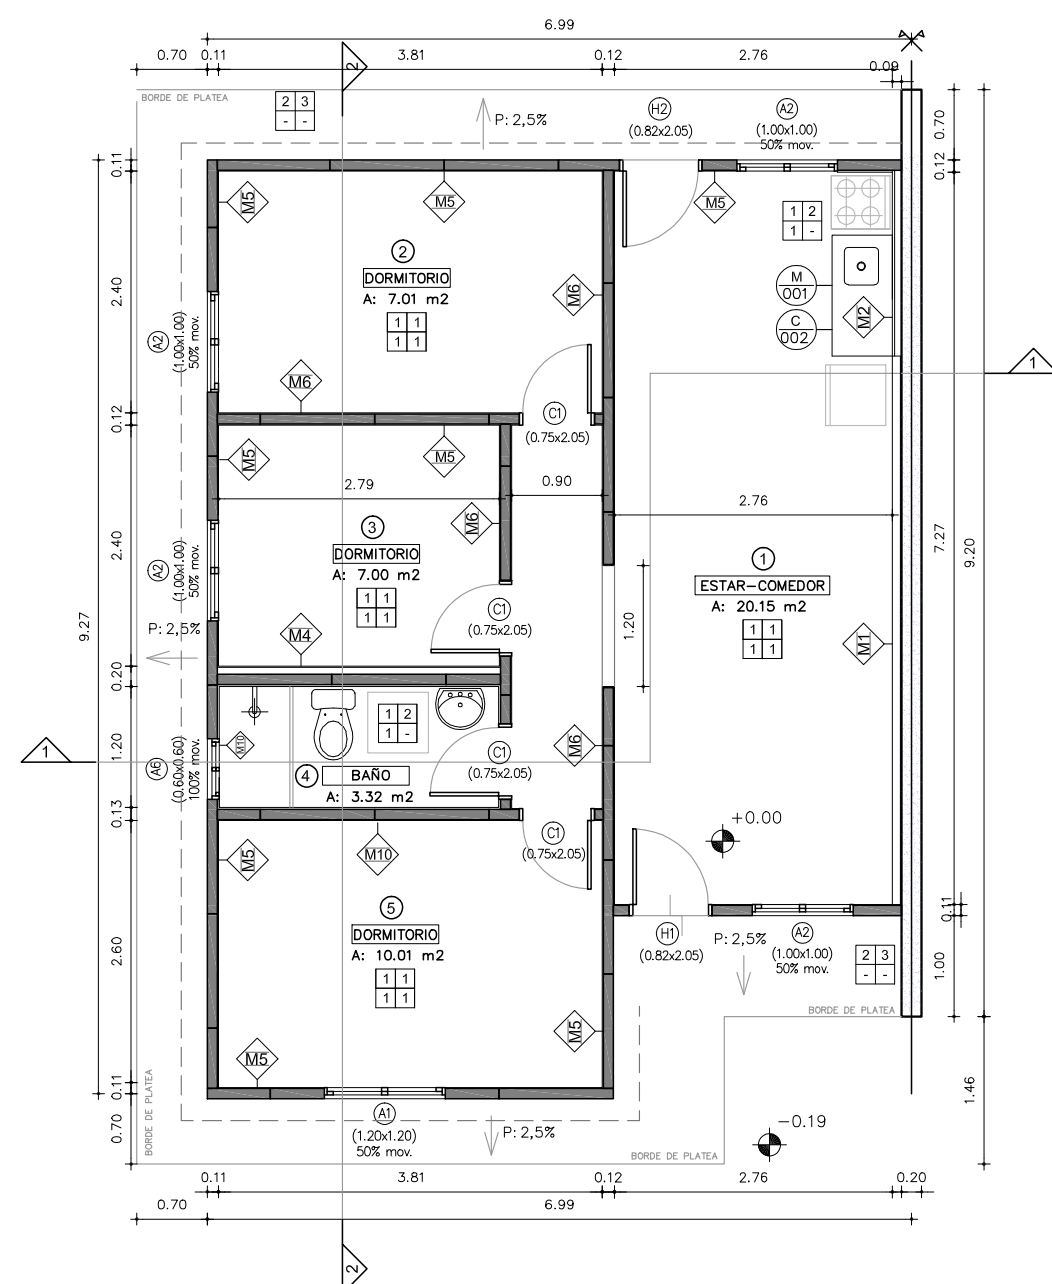 6.99
0.70 0.11 3.81 0.12 2.76
0.09
2
BORDE DE PLATEA
2 3
- -
P: 2,5%
H2
(0.82x2.05)
A2
(1.00x1.00)
50% mov.
0.70
0.11
0.12
M5
M5
M5
1 2
1 -
2
DORMITORIO
A: 7.01 m2
1 1
1 1
M6
M
001
C
002
M2
2.40
A2
(1.00x1.00)
50% mov.
M6
1
0.12
C1
(0.75x2.05)
M5
M5
2.79
0.90
2.76
M6
3
DORMITORIO
A: 7.00 m2
1 1
1 1
2.40
A2
(1.00x1.00)
50% mov.
7.27
9.20
1
ESTAR-COMEDOR
A: 20.15 m2
1 1
1 1
C1
(0.75x2.05)
1.20
M4
M1
9.27
P: 2,5%
0.20
1 2
1 -
M10
M6
1
1.20
A6
(0.60x0.60)
100% mov.
C1
(0.75x2.05)
4 BAÑO
A: 3.32 m2
0.13
+0.00
C1
(0.75x2.05)
M5
M10
5
DORMITORIO
A: 10.01 m2
1 1
1 1
0.11
H1
(0.82x2.05)
P: 2,5%
A2
(1.00x1.00)
50% mov.
2 3
- -
2.60
1.00
BORDE DE PLATEA
M5
M5
0.11
BORDE DE PLATEA
0.70
A1
(1.20x1.20)
50% mov.
P: 2,5%
1.46
-0.19
BORDE DE PLATEA
0.11 3.81 0.12 2.76 0.20
0.70 6.99
2